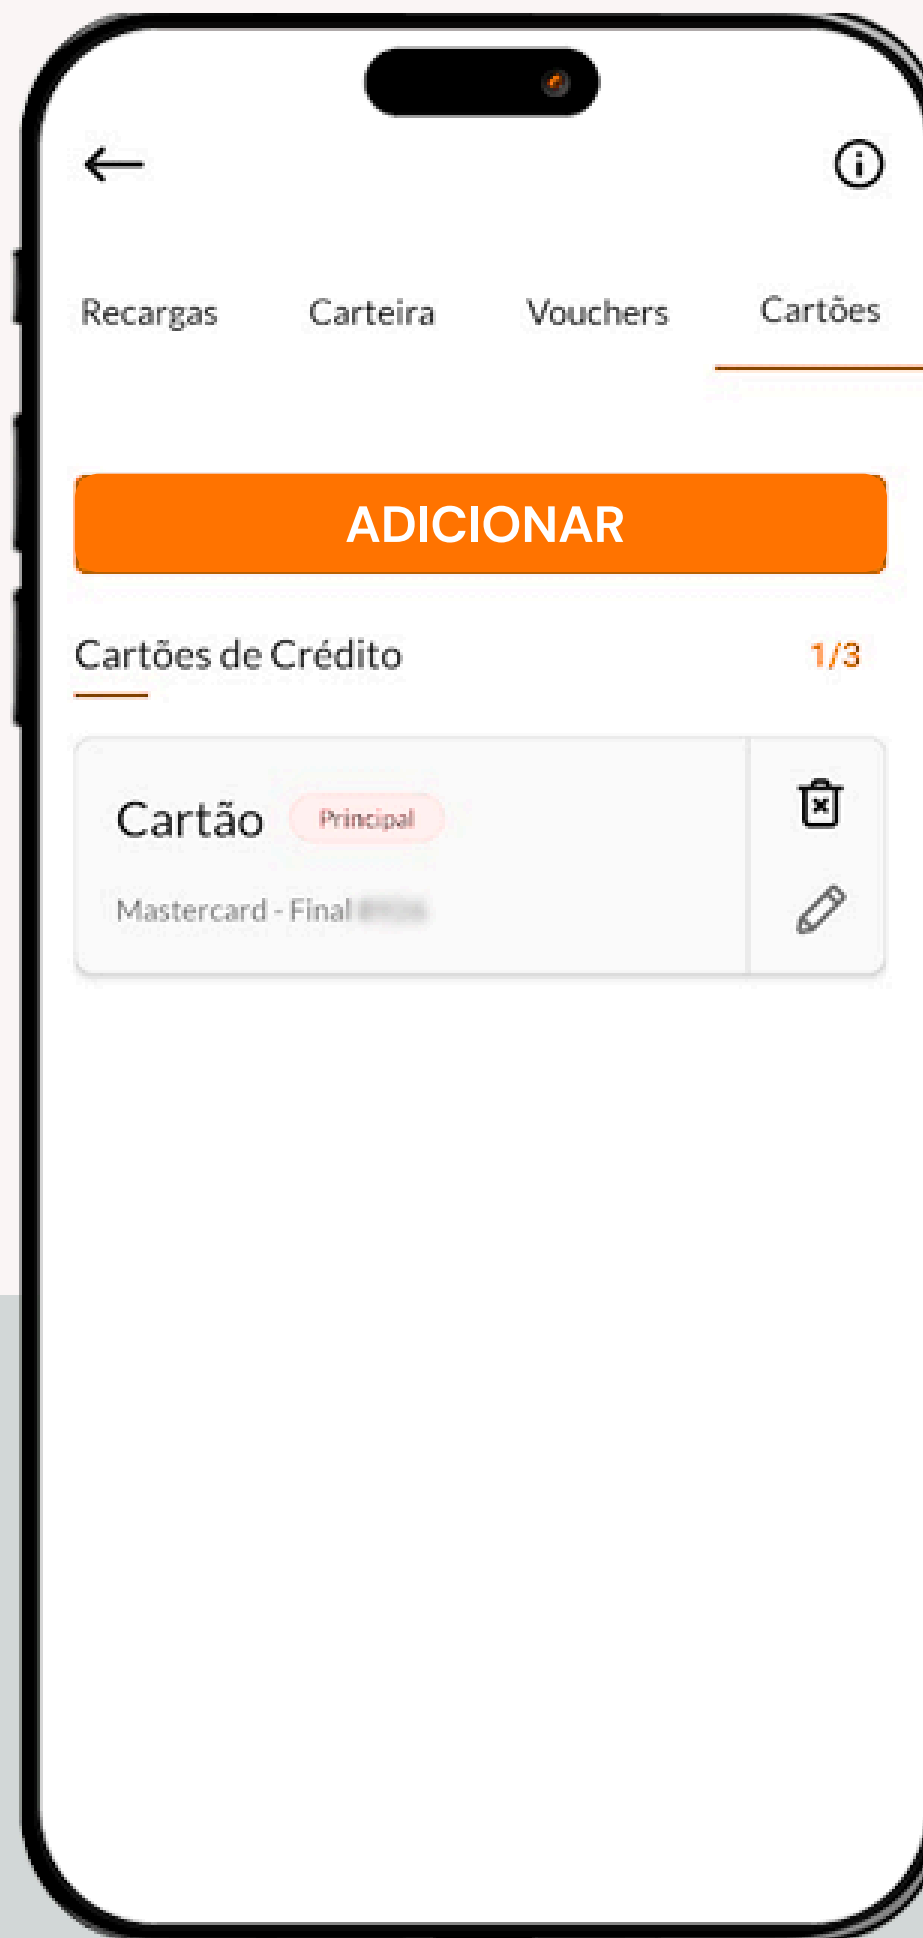 Recargas Carteira Vouchers Cartões
ADICIONAR
Cartões de Crédito 1/3
Cartão Principal
Mastercard - Final